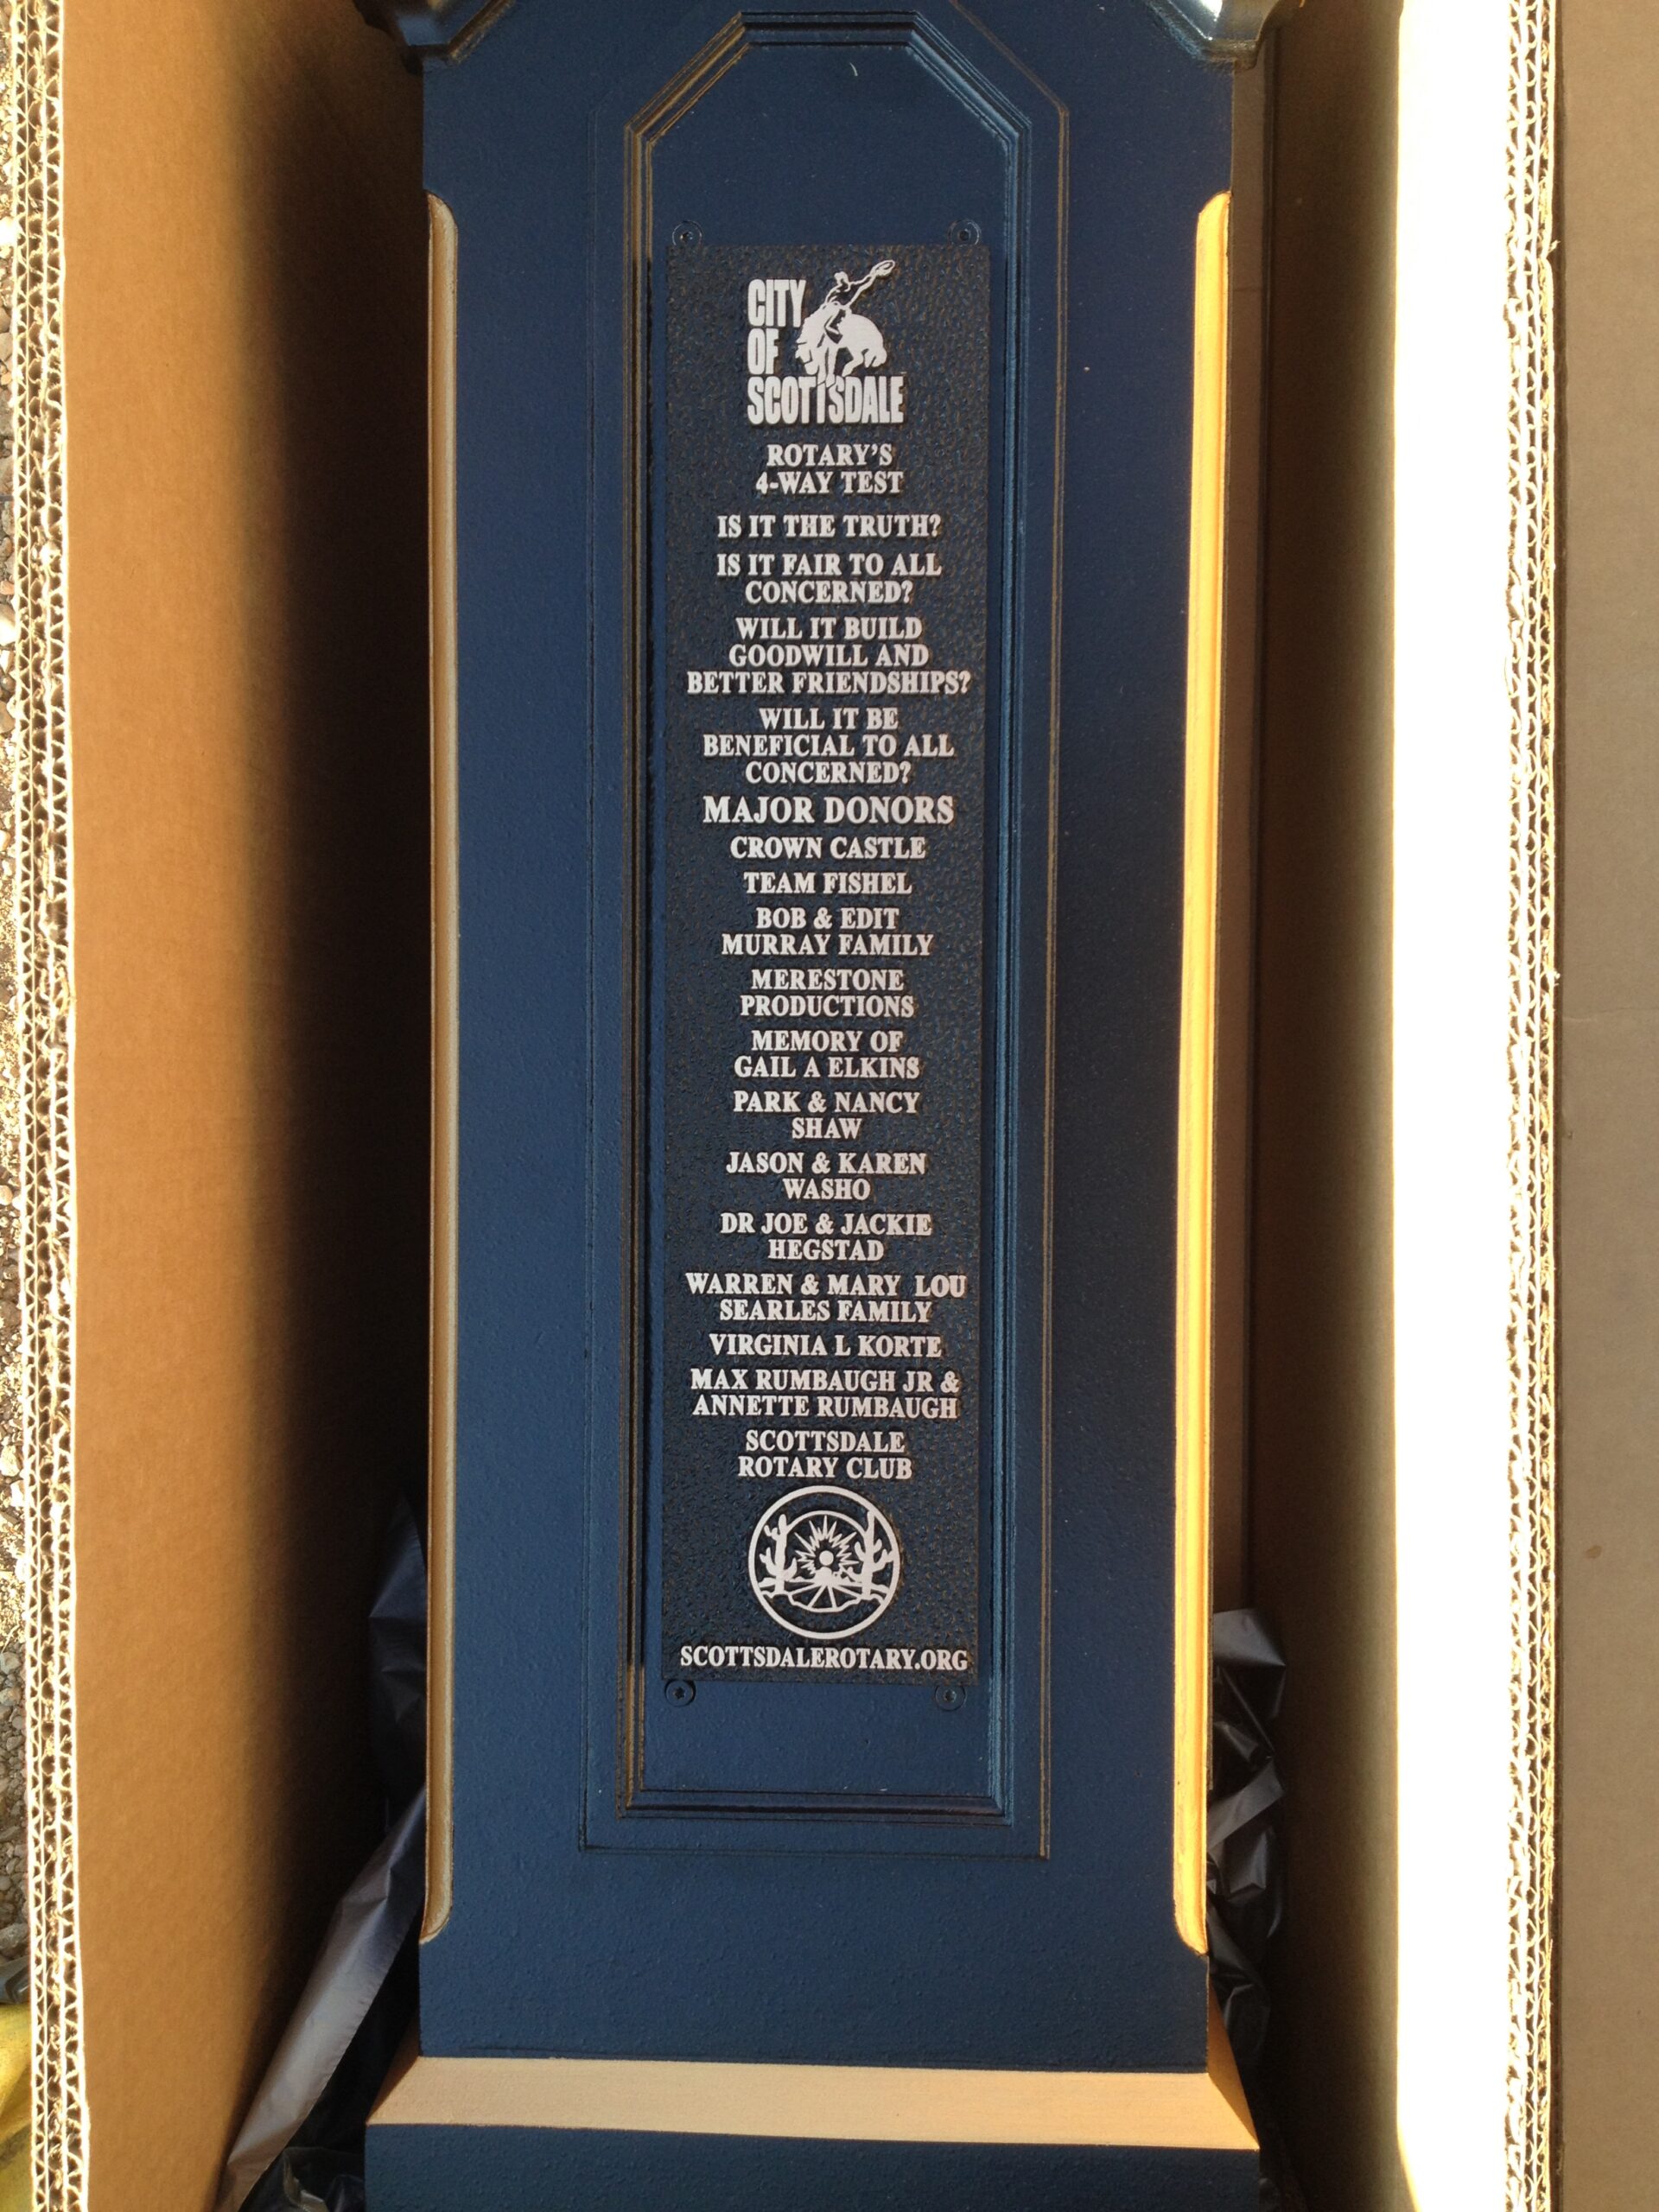 CITY
OF
SCOTTSDALE
ROTARY'S
4-WAY TEST
IS IT THE TRUTH?
IS IT FAIR TO ALL
CONCERNED?
WILL IT BUILD
GOODWILL AND
BETTER FRIENDSHIPS?
WILL IT BE
BENEFICIAL TO ALL
CONCERNED?
MAJOR DONORS
CROWN CASTLE
TEAM FISHEL
BOB & EDIT
MURRAY FAMILY
MERESTONE
PRODUCTIONS
MEMORY OF
GAIL A ELKINS
PARK & NANCY
SHAW
JASON & KAREN
WASHO
DR JOE & JACKIE
HEGSTAD
WARREN & MARY LOU
SEARLES FAMILY
VIRGINIA L KORTE
MAX RUMBAUGH JR &
ANNETTE RUMBAUGH
SCOTTSDALE
ROTARY CLUB
SCOTTSDALEROTARY.ORG